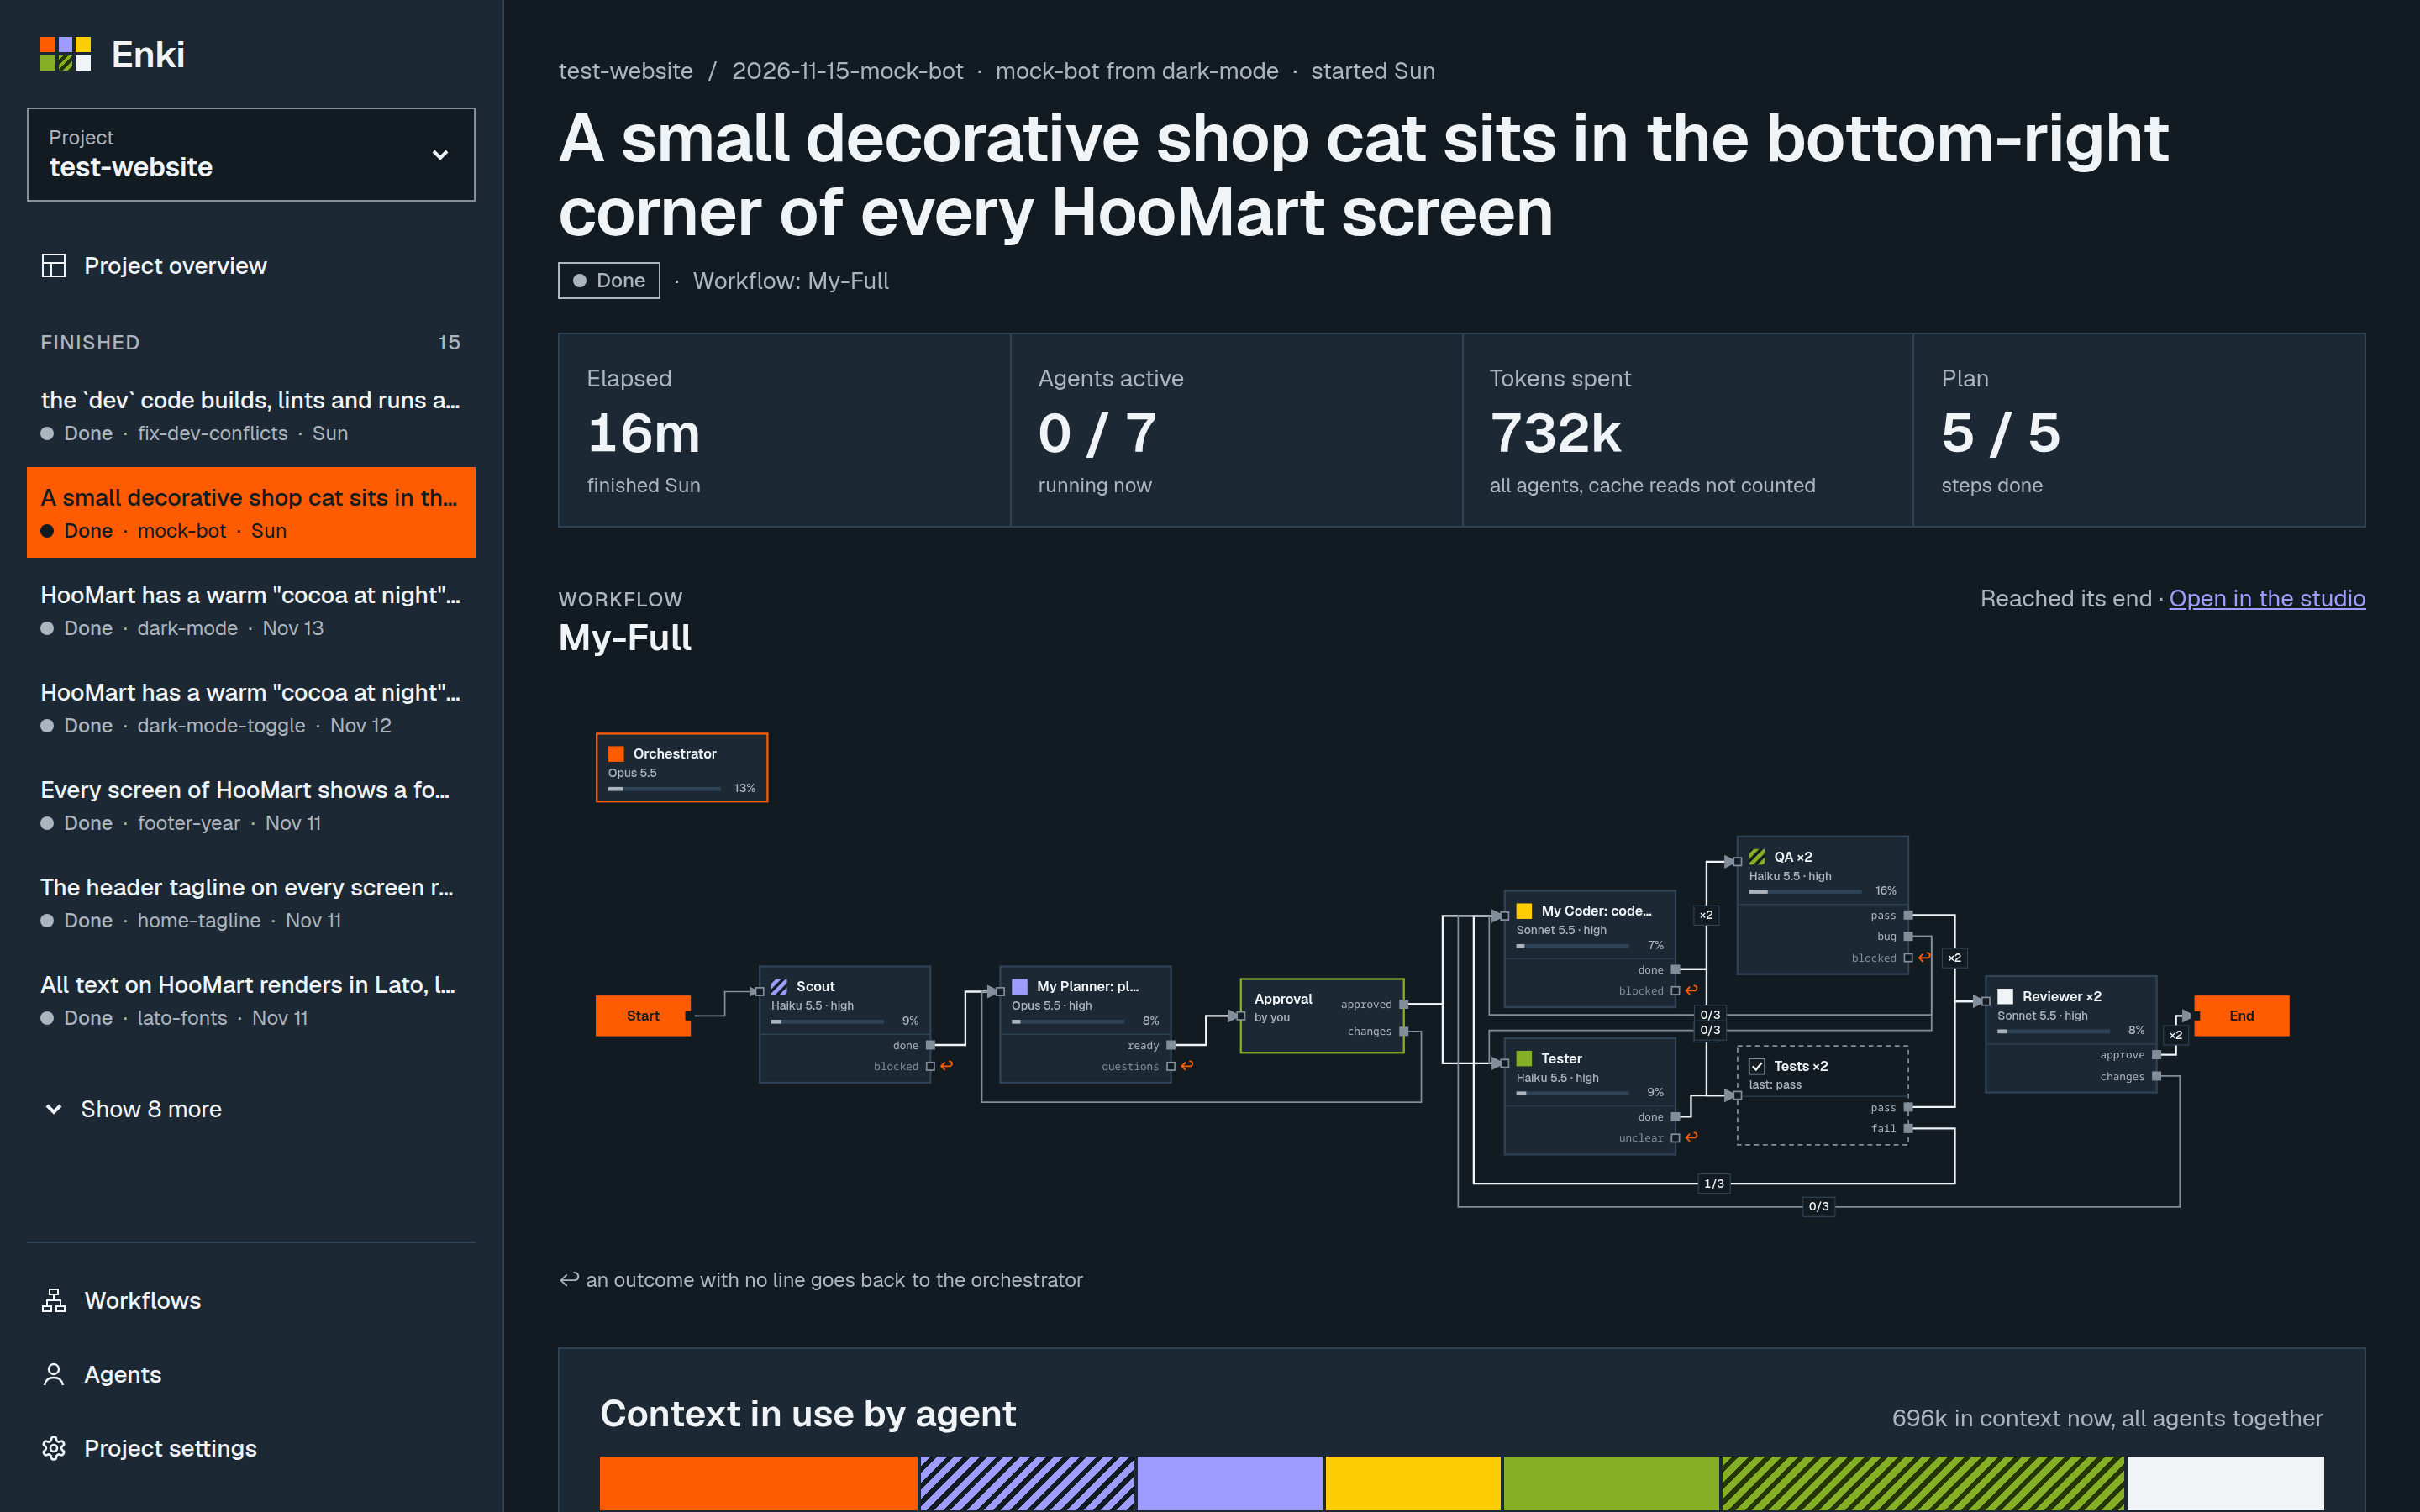 Enki
Project
test-website
Project overview
FINISHED 15
the `dev` code builds, lints and runs a...
Done · fix-dev-conflicts · Sun
A small decorative shop cat sits in th...
Done · mock-bot · Sun
HooMart has a warm "cocoa at night"...
Done · dark-mode · Nov 13
HooMart has a warm "cocoa at night"...
Done · dark-mode-toggle · Nov 12
Every screen of HooMart shows a fo...
Done · footer-year · Nov 11
The header tagline on every screen r...
Done · home-tagline · Nov 11
All text on HooMart renders in Lato, l...
Done · lato-fonts · Nov 11
Show 8 more
Workflows
Agents
Project settings
test-website / 2026-11-15-mock-bot · mock-bot from dark-mode · started Sun
A small decorative shop cat sits in the bottom-right
corner of every HooMart screen
Done · Workflow: My-Full
Elapsed
16m
finished Sun
Agents active
0 / 7
running now
Tokens spent
732k
all agents, cache reads not counted
Plan
5 / 5
steps done
WORKFLOW
My-Full
Reached its end · Open in the studio
Orchestrator
Opus 5.5
13%
Start
Scout
Haiku 5.5 · high
9%
done
blocked
My Planner: pl...
Opus 5.5 · high
8%
ready
questions
Approval
by you
approved
changes
My Coder: code...
Sonnet 5.5 · high
7%
done
blocked
×2
0/3
0/3
Tester
Haiku 5.5 · high
9%
done
unclear
QA ×2
Haiku 5.5 · high
16%
pass
bug
blocked
×2
Tests ×2
last: pass
pass
fail
1/3
0/3
Reviewer ×2
Sonnet 5.5 · high
8%
approve
changes
×2
End
↩ an outcome with no line goes back to the orchestrator
Context in use by agent
696k in context now, all agents together